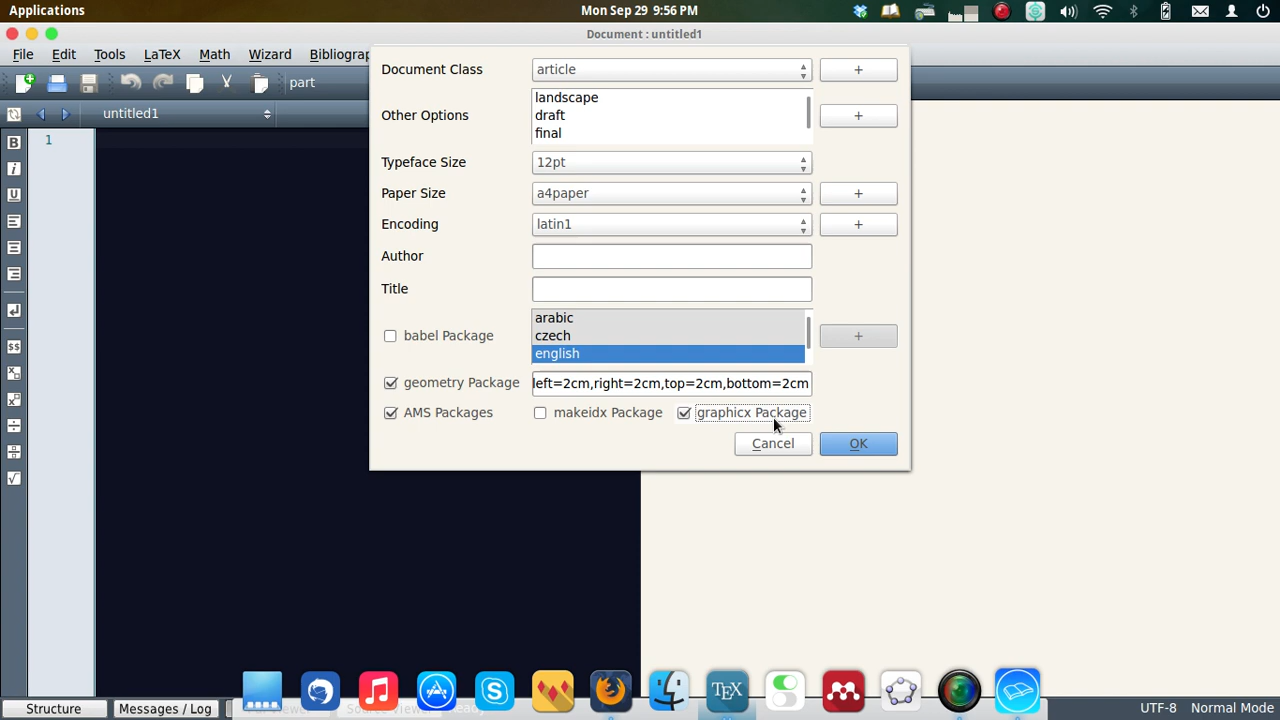 Applications
Mon Sep 29 9:56 PM
Document : untitled1
File Edit Tools LaTeX Math Wizard Bibliograp
part
untitled1
1
Document Class article +
Other Options landscape +
draft
final
Typeface Size 12pt
Paper Size a4paper +
Encoding latin1 +
Author
Title
babel Package arabic +
czech
english
geometry Package left=2cm,right=2cm,top=2cm,bottom=2cm
AMS Packages makeidx Package graphicx Package
Cancel OK
TEX
Structure Messages / Log UTF-8 Normal Mode